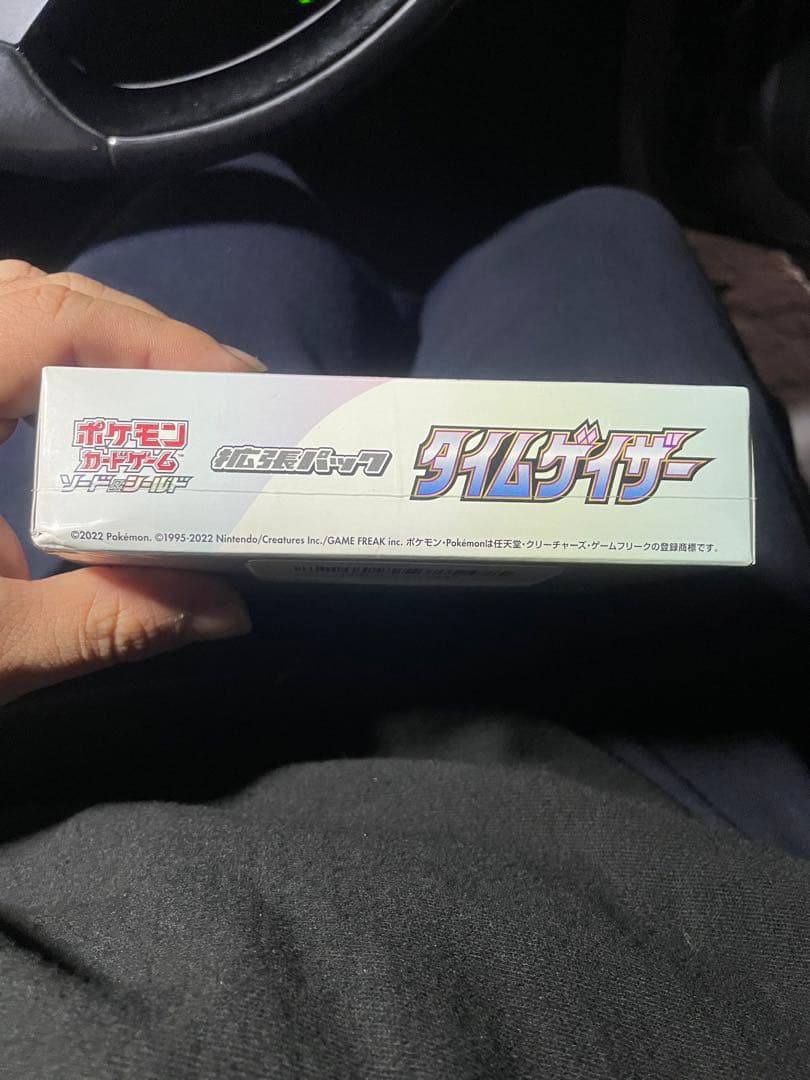 ポケモン
カードゲーム™
ソード&シールド
拡張パック
タイムゲイザー
©2022 Pokémon. ©1995-2022 Nintendo/Creatures Inc./GAME FREAK inc. ポケモン・Pokémonは任天堂・クリーチャーズ・ゲームフリークの登録商標です。